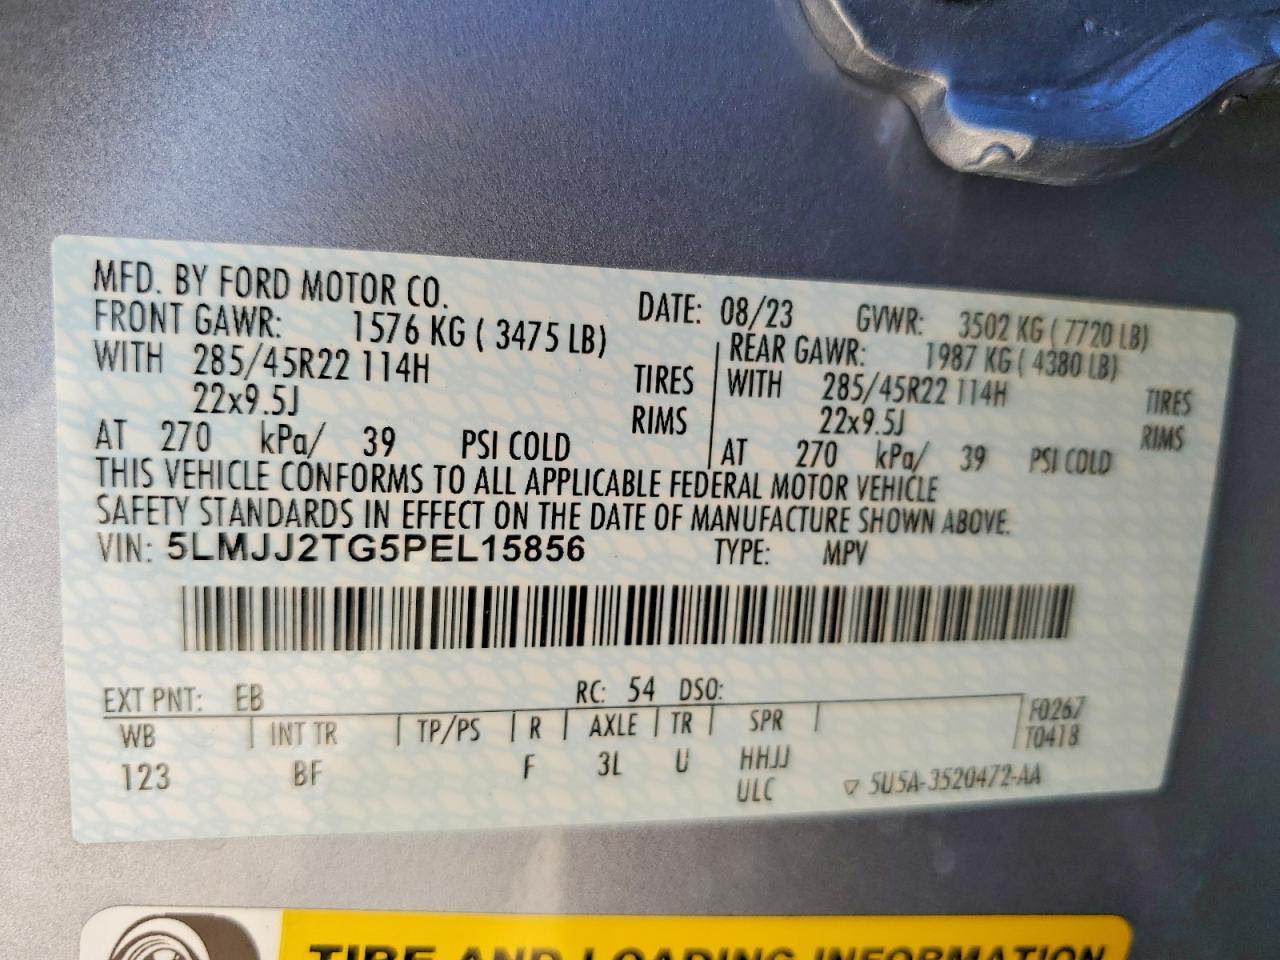 MFD. BY FORD MOTOR CO.
DATE: 08/23 GVWR: 3502 KG ( 7720 LB)
FRONT GAWR: 1576 KG ( 3475 LB)
WITH 285/45R22 114H TIRES
22x9.5J RIMS
AT 270 kPa/ 39 PSI COLD
REAR GAWR: 1987 KG ( 4380 LB)
WITH 285/45R22 114H TIRES
22x9.5J RIMS
AT 270 kPa/ 39 PSI COLD
THIS VEHICLE CONFORMS TO ALL APPLICABLE FEDERAL MOTOR VEHICLE
SAFETY STANDARDS IN EFFECT ON THE DATE OF MANUFACTURE SHOWN ABOVE.
VIN: 5LMJJ2TG5PEL15856 TYPE: MPV
EXT PNT: EB RC: 54 DSO:
WB | INT TR | TP/PS | R | AXLE | TR | SPR | F0267
T0418
123 BF F 3L U HHJJ
ULC ▽ 5U5A-3520472-AA
TIRE AND LOADING INFORMATION